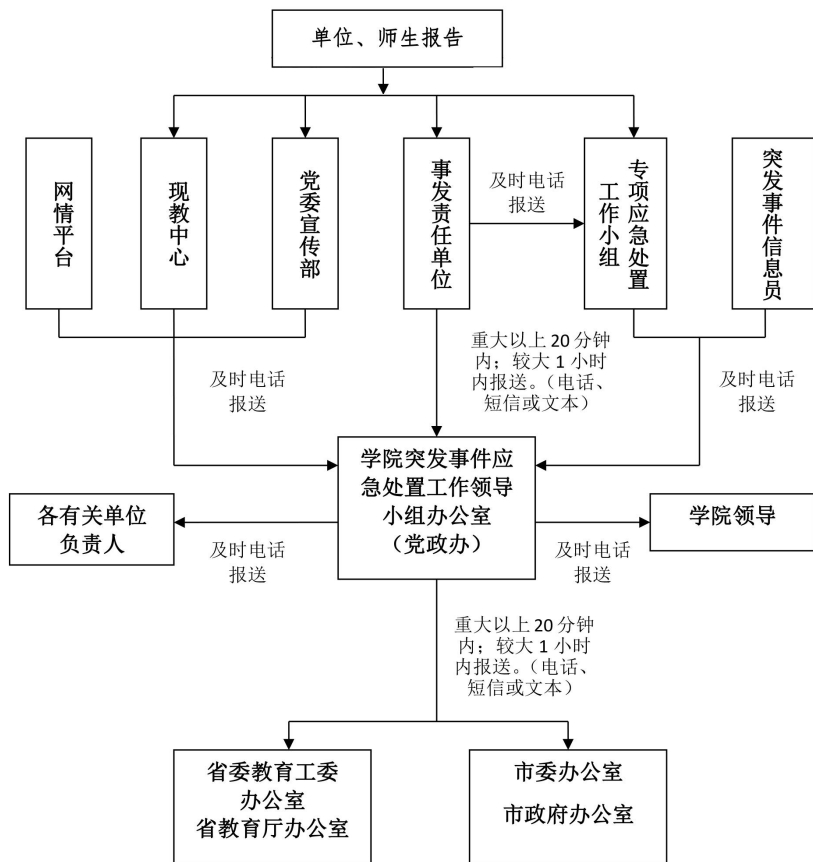 单位、师生报告
网情平台
现教中心
党委宣传部
事发责任单位
及时电话
报送
专项应急处置
工作小组
突发事件信息员
及时电话
报送
重大以上 20 分钟
内；较大 1 小时
内报送。（电话、
短信或文本）
及时电话
报送
学院突发事件应
急处置工作领导
小组办公室
（党政办）
各有关单位
负责人
及时电话
报送
及时电话
报送
学院领导
重大以上 20 分钟
内；较大 1 小时
内报送。（电话、
短信或文本）
省委教育工委
办公室
省教育厅办公室
市委办公室
市政府办公室